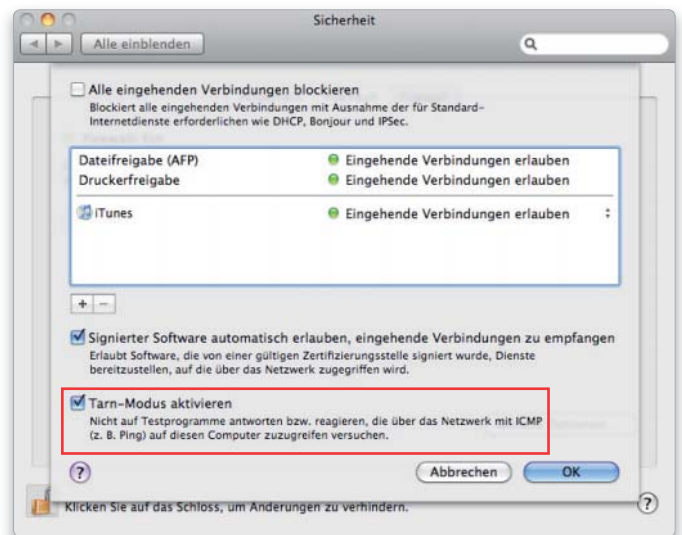 Sicherheit
Alle einblenden
Alle eingehenden Verbindungen blockieren
Blockiert alle eingehenden Verbindungen mit Ausnahme der für Standard-
Internetdienste erforderlichen wie DHCP, Bonjour und IPSec.
Dateifreigabe (AFP) Eingehende Verbindungen erlauben
Druckerfreigabe Eingehende Verbindungen erlauben
iTunes Eingehende Verbindungen erlauben
+ −
Signierter Software automatisch erlauben, eingehende Verbindungen zu empfangen
Erlaubt Software, die von einer gültigen Zertifizierungsstelle signiert wurde, Dienste
bereitzustellen, auf die über das Netzwerk zugegriffen wird.
Tarn-Modus aktivieren
Nicht auf Testprogramme antworten bzw. reagieren, die über das Netzwerk mit ICMP
(z. B. Ping) auf diesen Computer zuzugreifen versuchen.
? Abbrechen OK
Klicken Sie auf das Schloss, um Änderungen zu verhindern. ?